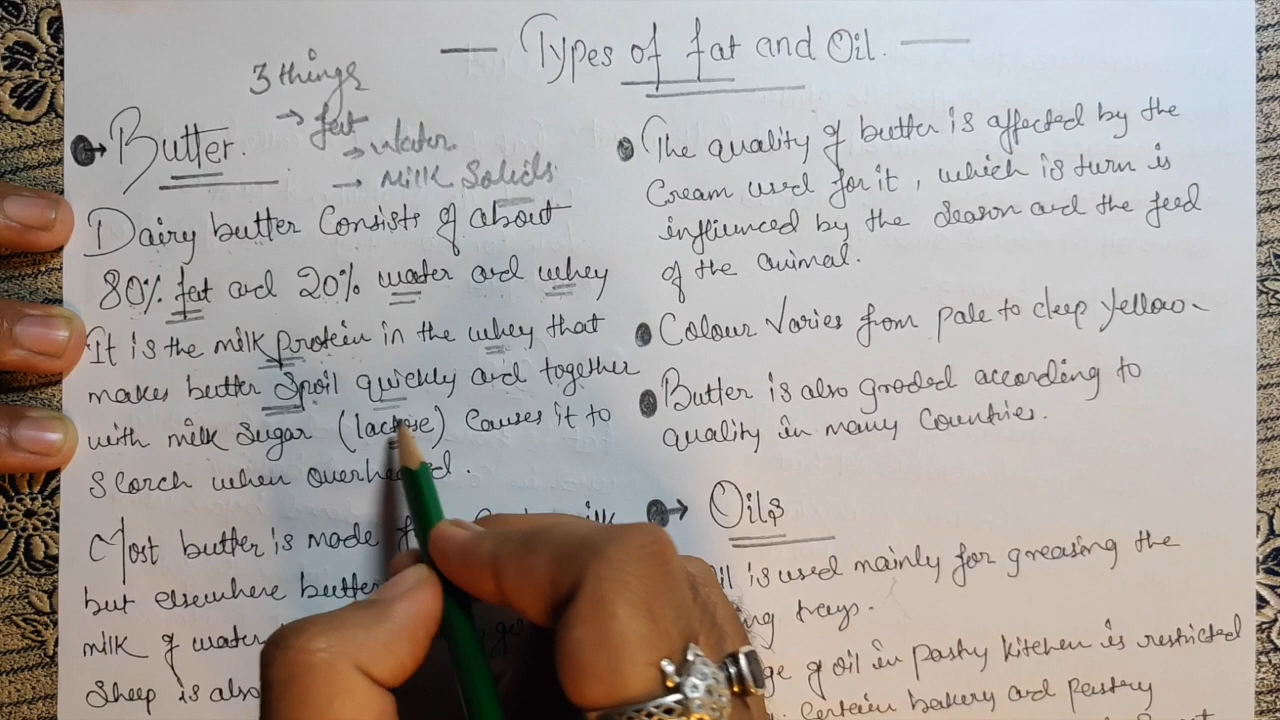 Types of fat and Oil.
3 things
→ fat
→ Water
→ Milk Solids
Butter.
Dairy butter Consists of about
80% fat and 20% water and whey
It is the milk protein in the whey that
makes butter Spoil quickly and together
with milk Sugar (lactose) Causes it to
Scorch when overheated.
Most butter is made
but elsewhere butter
milk of water
Sheep is also
The quality of butter is affected by the
Cream used for it, which is turn is
influenced by the Season and the feed
of the animal.
Colour Varies from pale to deep yellow
Butter is also graded according to
quality in many Countries.
Oils
is used mainly for greasing the
trays.
of oil in pastry kitchen is restricted
Certain bakery and pastry